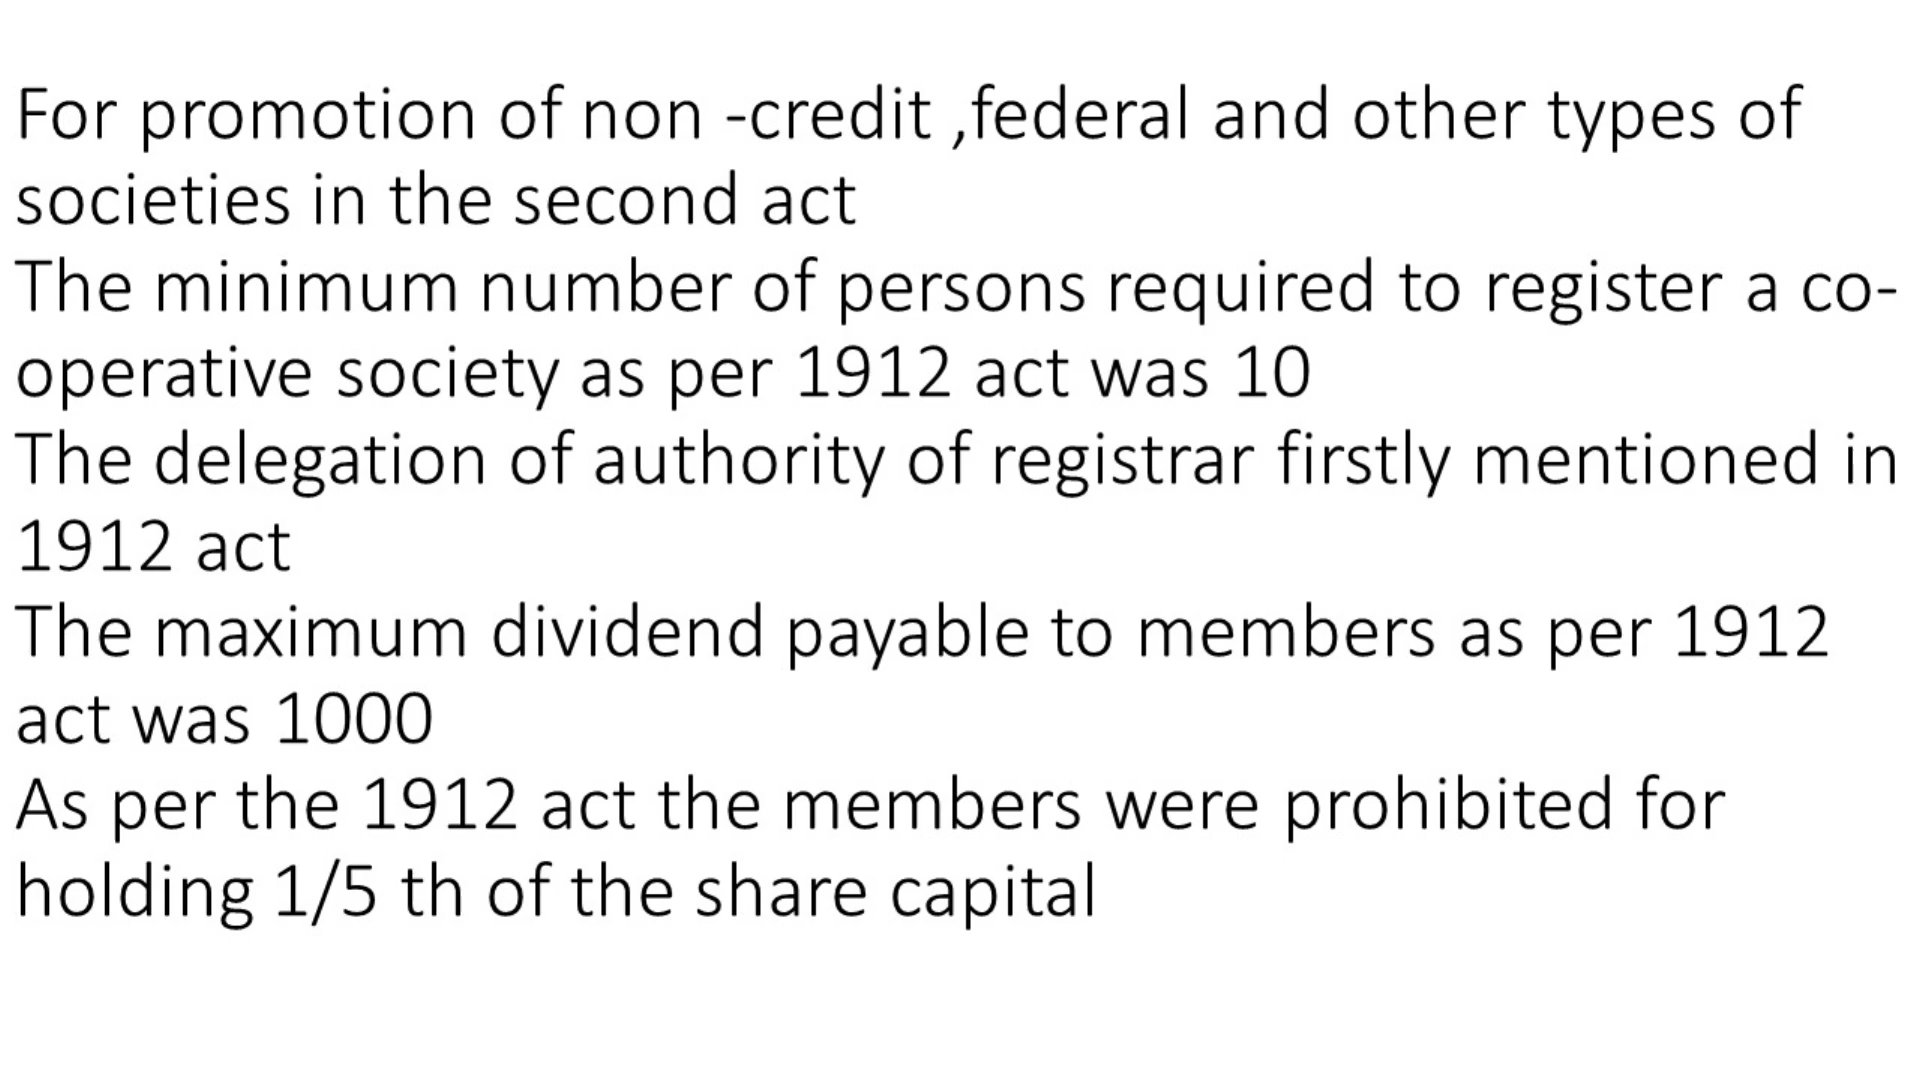 For promotion of non -credit ,federal and other types of
societies in the second act
The minimum number of persons required to register a co-
operative society as per 1912 act was 10
The delegation of authority of registrar firstly mentioned in
1912 act
The maximum dividend payable to members as per 1912
act was 1000
As per the 1912 act the members were prohibited for
holding 1/5 th of the share capital